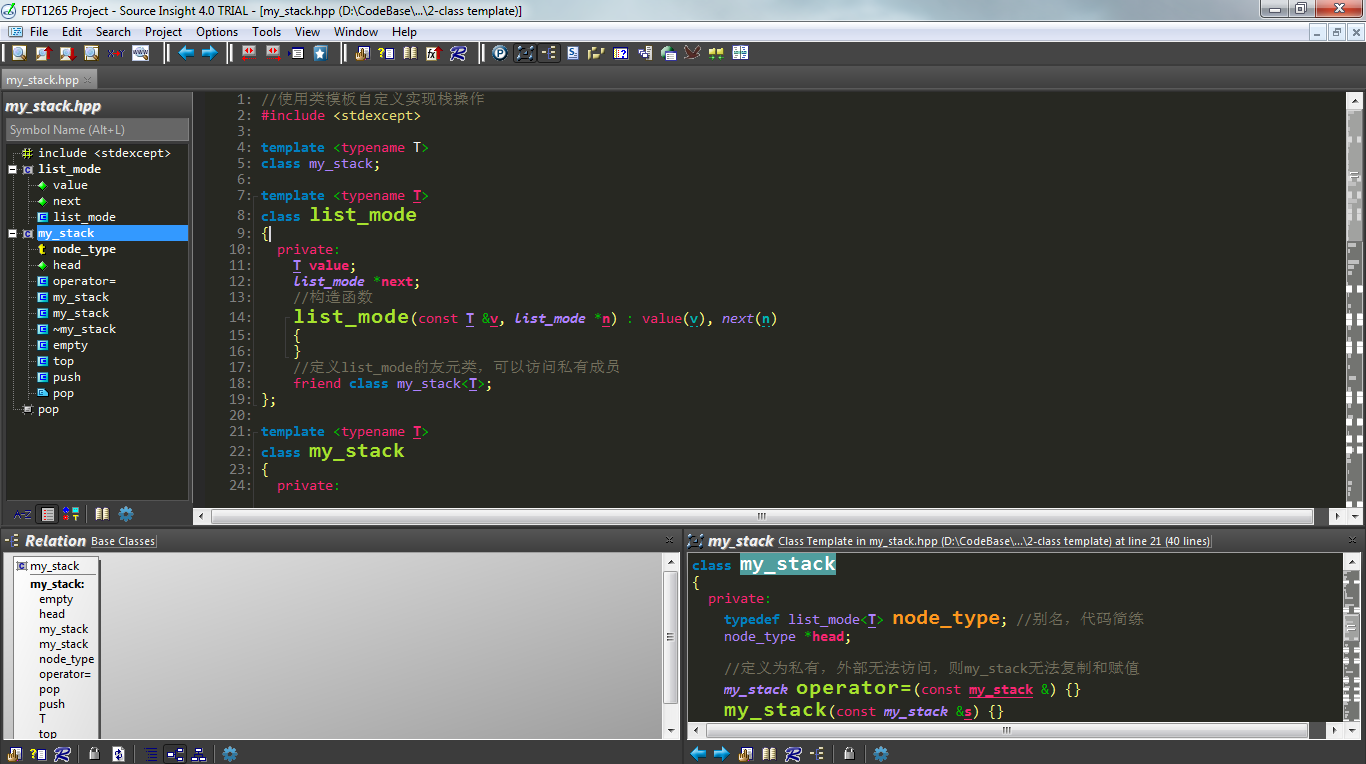 FDT1265 Project - Source Insight 4.0 TRIAL - [my_stack.hpp (D:\CodeBase\...\2-class template)]
File Edit Search Project Options Tools View Window Help
my_stack.hpp
my_stack.hpp
Symbol Name (Alt+L)
include <stdexcept>
list_mode
value
next
list_mode
my_stack
node_type
head
operator=
my_stack
my_stack
~my_stack
empty
top
push
pop
pop
A-Z
1: //使用类模板自定义实现栈操作
2: #include <stdexcept>
3:
4: template <typename T>
5: class my_stack;
6:
7: template <typename T>
8: class list_mode
9: {
10: private:
11: T value;
12: list_mode *next;
13: //构造函数
14: list_mode(const T &v, list_mode *n) : value(v), next(n)
15: {
16: }
17: //定义list_mode的友元类，可以访问私有成员
18: friend class my_stack<T>;
19: };
20:
21: template <typename T>
22: class my_stack
23: {
24: private:
Relation Base Classes
my_stack
my_stack:
empty
head
my_stack
my_stack
node_type
operator=
pop
push
T
top
my_stack Class Template in my_stack.hpp (D:\CodeBase\...\2-class template) at line 21 (40 lines)
class my_stack
{
private:
typedef list_mode<T> node_type; //别名，代码简练
node_type *head;
//定义为私有，外部无法访问，则my_stack无法复制和赋值
my_stack operator=(const my_stack &) {}
my_stack(const my_stack &s) {}